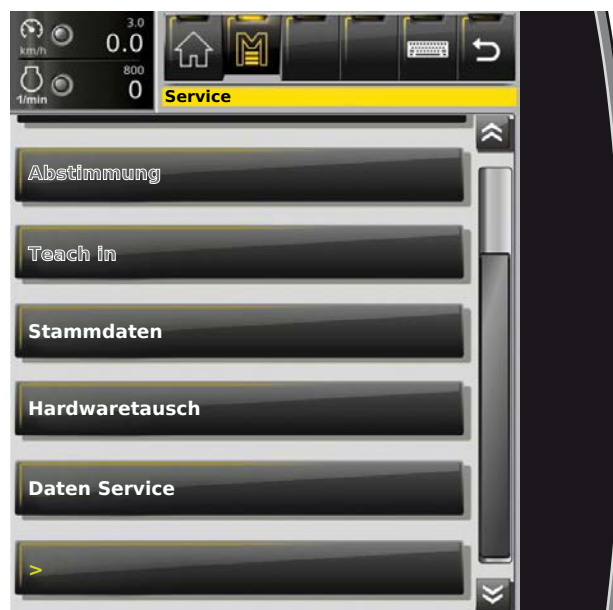 3.0
km/h 0.0
800
1/min 0
Service
Abstimmung
Teach in
Stammdaten
Hardwaretausch
Daten Service
>